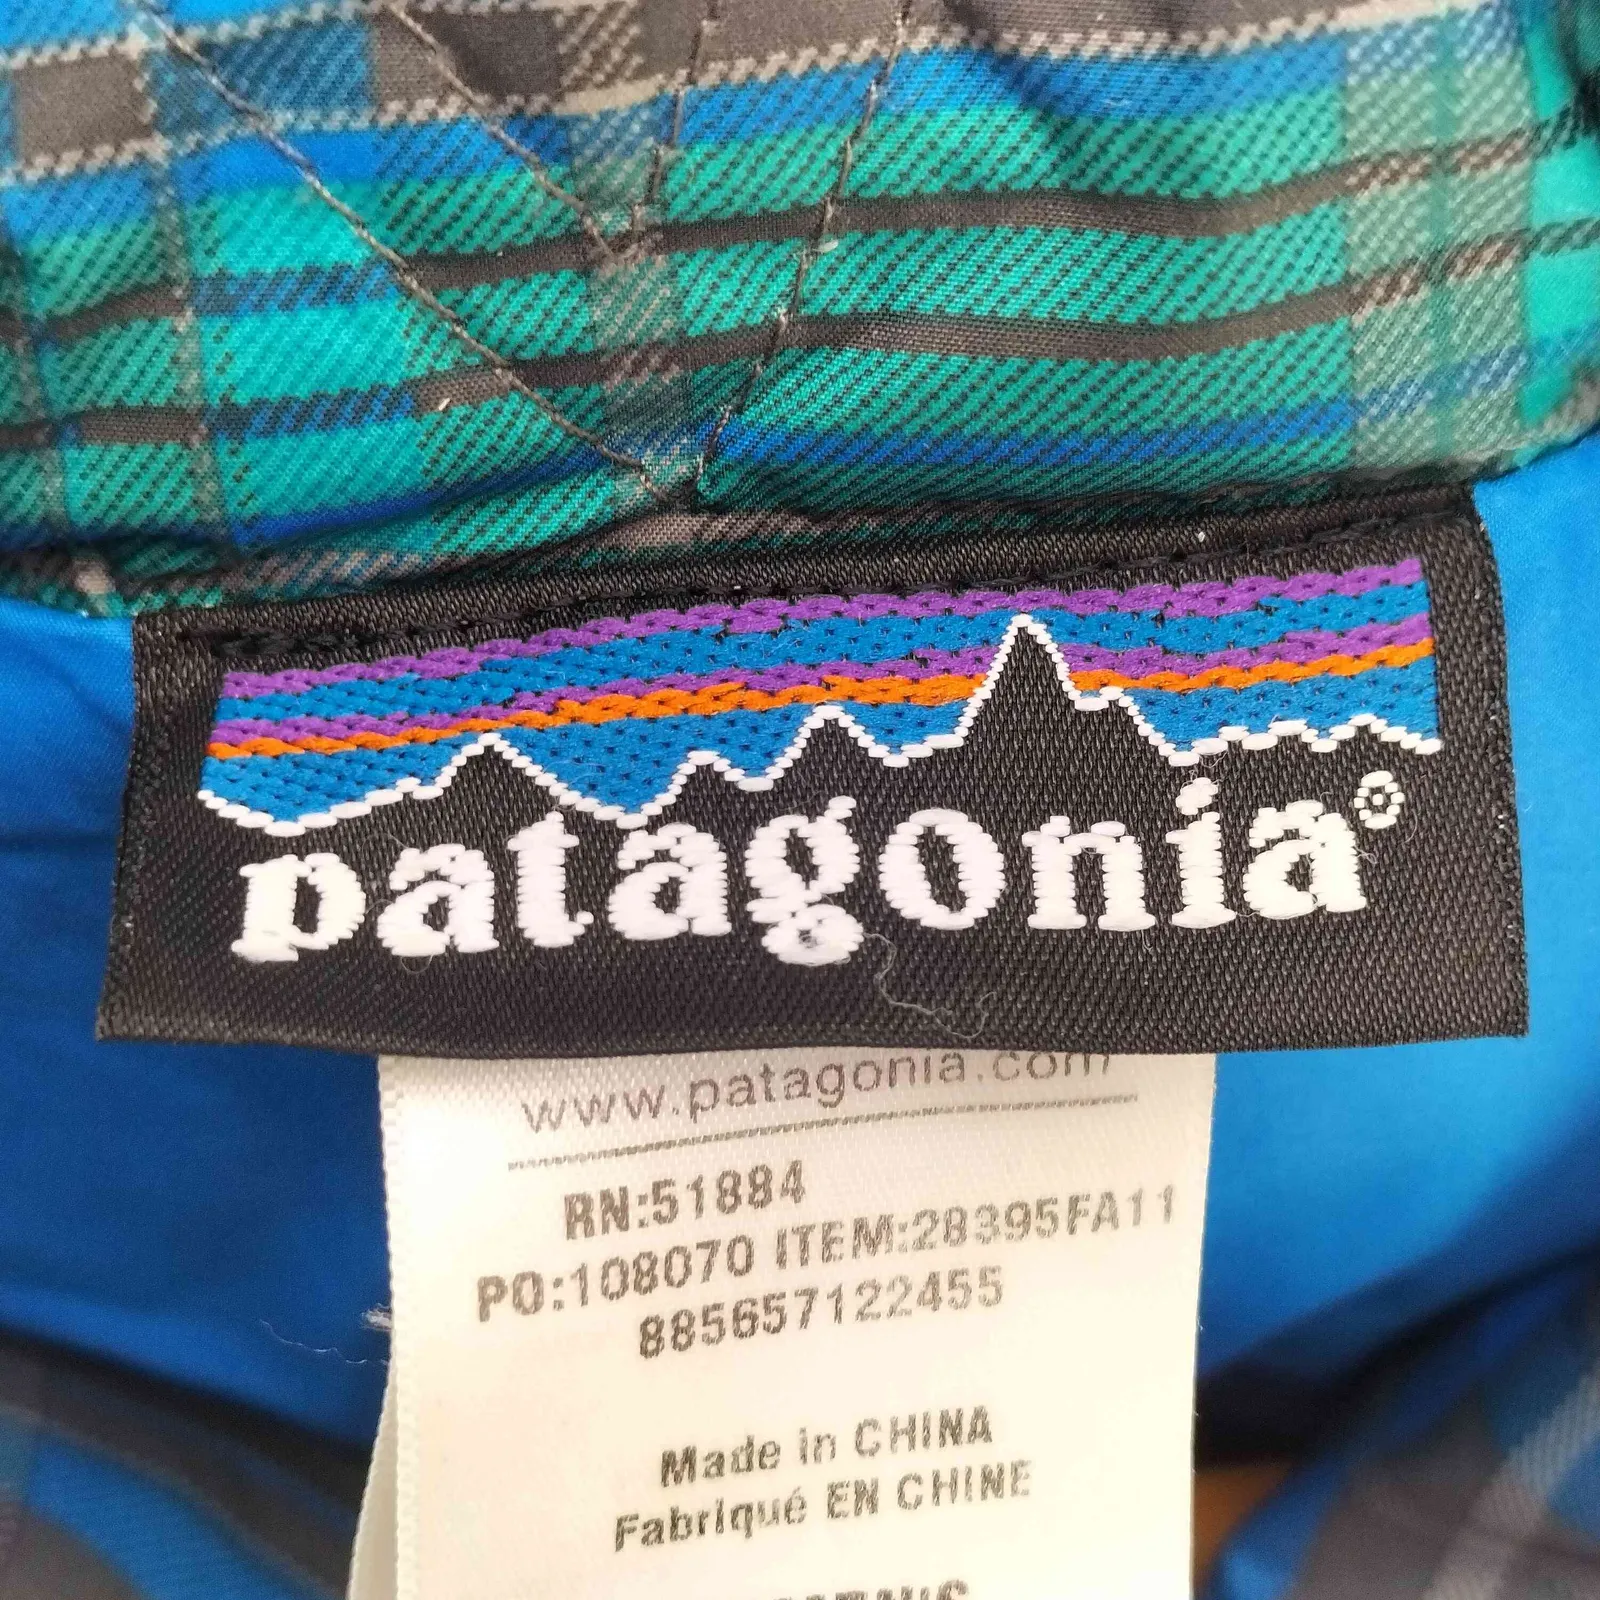 patagonia®
www.patagonia.com
RN:51884
PO:108070 ITEM:28395FA11
885657122455
Made in CHINA
Fabriqué EN CHINE